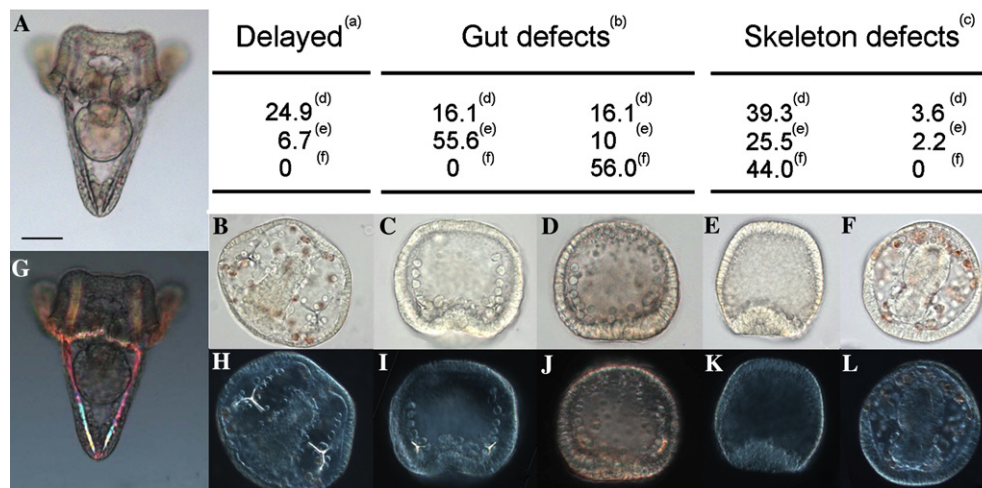 A
Delayed(a) Gut defects(b) Skeleton defects(c)
24.9(d) 16.1(d) 16.1(d) 39.3(d) 3.6(d)
6.7(e) 55.6(e) 10(e) 25.5(e) 2.2(e)
0(f) 0(f) 56.0(f) 44.0(f) 0(f)
B C D E F
G
H I J K L